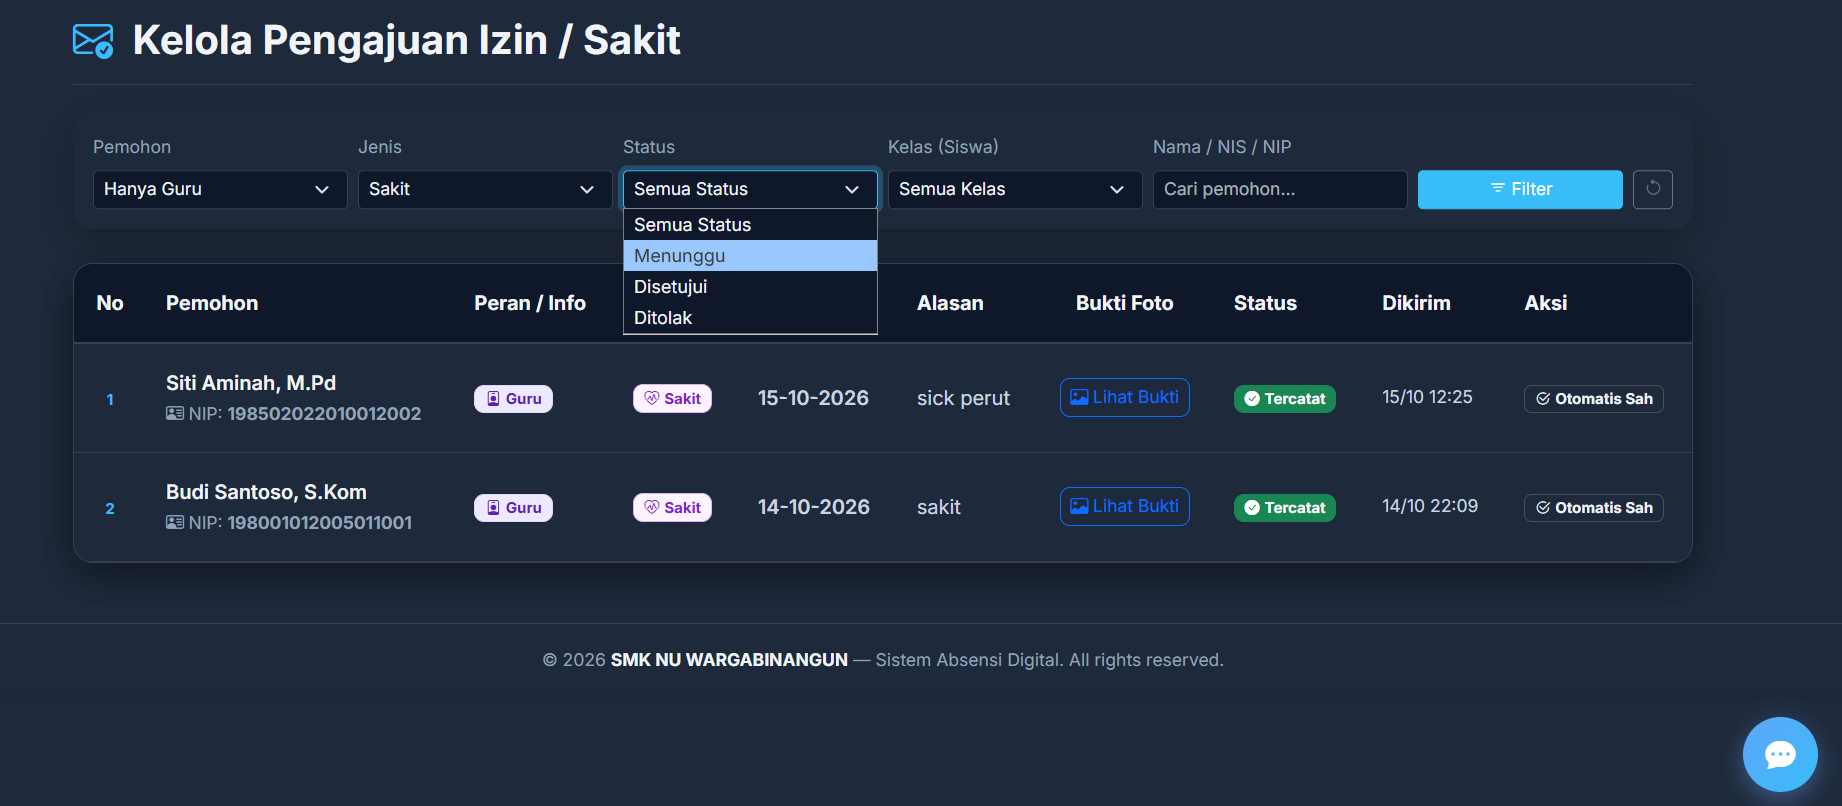 Kelola Pengajuan Izin / Sakit
Pemohon Jenis Status Kelas (Siswa) Nama / NIS / NIP
Hanya Guru Sakit Semua Status Semua Kelas Cari pemohon... Filter
Semua Status
Menunggu
Disetujui
Ditolak
No Pemohon Peran / Info Alasan Bukti Foto Status Dikirim Aksi
1 Siti Aminah, M.Pd Guru Sakit 15-10-2026 sick perut Lihat Bukti Tercatat 15/10 12:25 Otomatis Sah
NIP: 198502022010012002
2 Budi Santoso, S.Kom Guru Sakit 14-10-2026 sakit Lihat Bukti Tercatat 14/10 22:09 Otomatis Sah
NIP: 198001012005011001
© 2026 SMK NU WARGABINANGUN — Sistem Absensi Digital. All rights reserved.